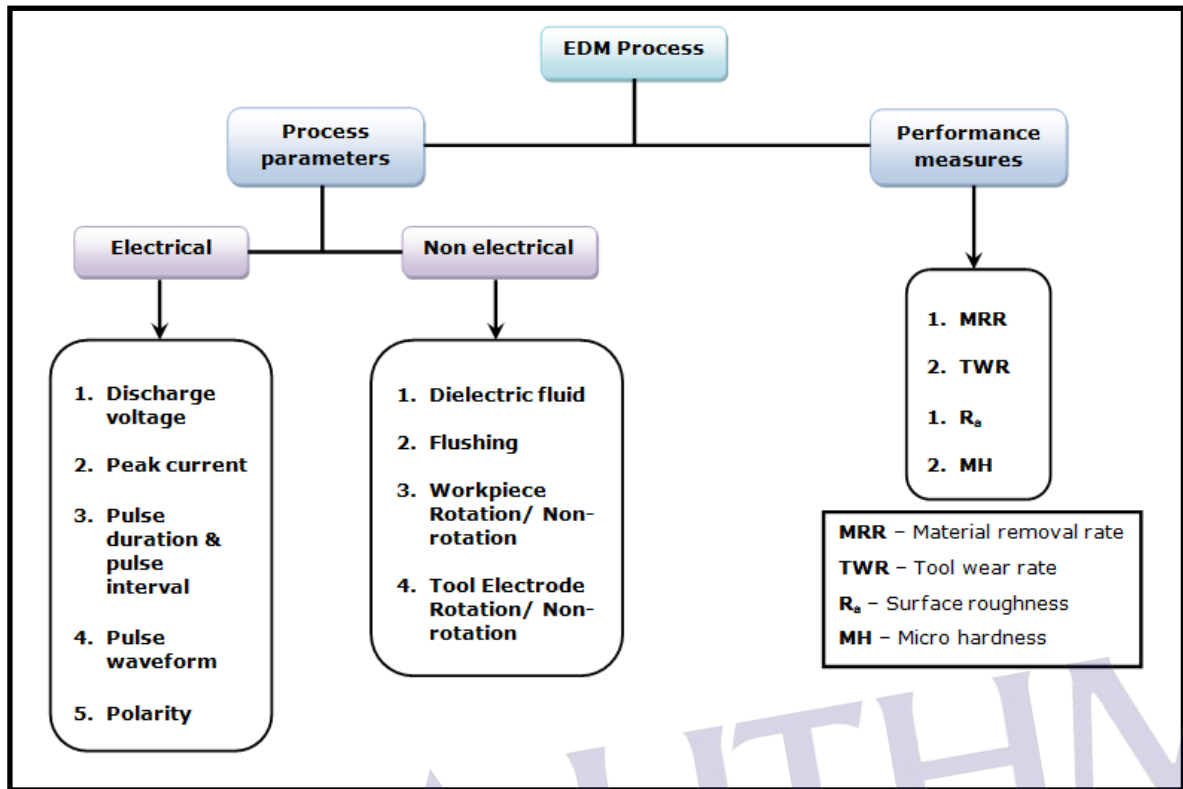 EDM Process
Process
parameters
Performance
measures
Electrical
Non electrical
1. Discharge
voltage
2. Peak current
3. Pulse
duration &
pulse
interval
4. Pulse
waveform
5. Polarity
1. Dielectric fluid
2. Flushing
3. Workpiece
Rotation/ Non-
rotation
4. Tool Electrode
Rotation/ Non-
rotation
1. MRR
2. TWR
1. Rₐ
2. MH
MRR – Material removal rate
TWR – Tool wear rate
Rₐ – Surface roughness
MH – Micro hardness